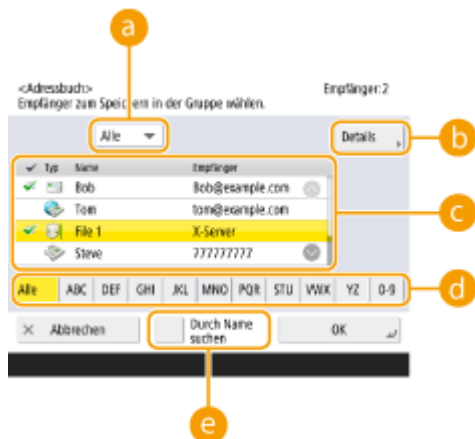 a
<Adressbuch> Empfänger:2
Empfänger zum Speichern in der Gruppe wählen.
Alle Details
b
Typ Name Empfänger
Bob Bob@example.com
Tom tom@example.com
File 1 X-Server
Steve 777777777
c
Alle ABC DEF GHI JKL MNO PQR STU VWX YZ 0-9
d
× Abbrechen Durch Name suchen OK
e